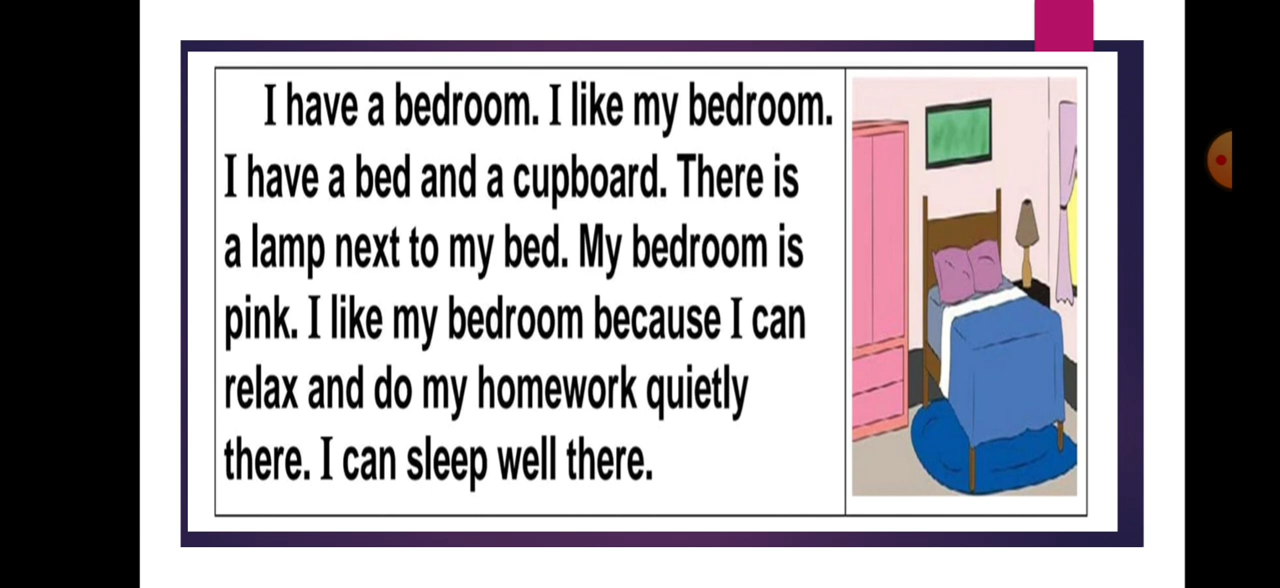 I have a bedroom. I like my bedroom.
I have a bed and a cupboard. There is
a lamp next to my bed. My bedroom is
pink. I like my bedroom because I can
relax and do my homework quietly
there. I can sleep well there.